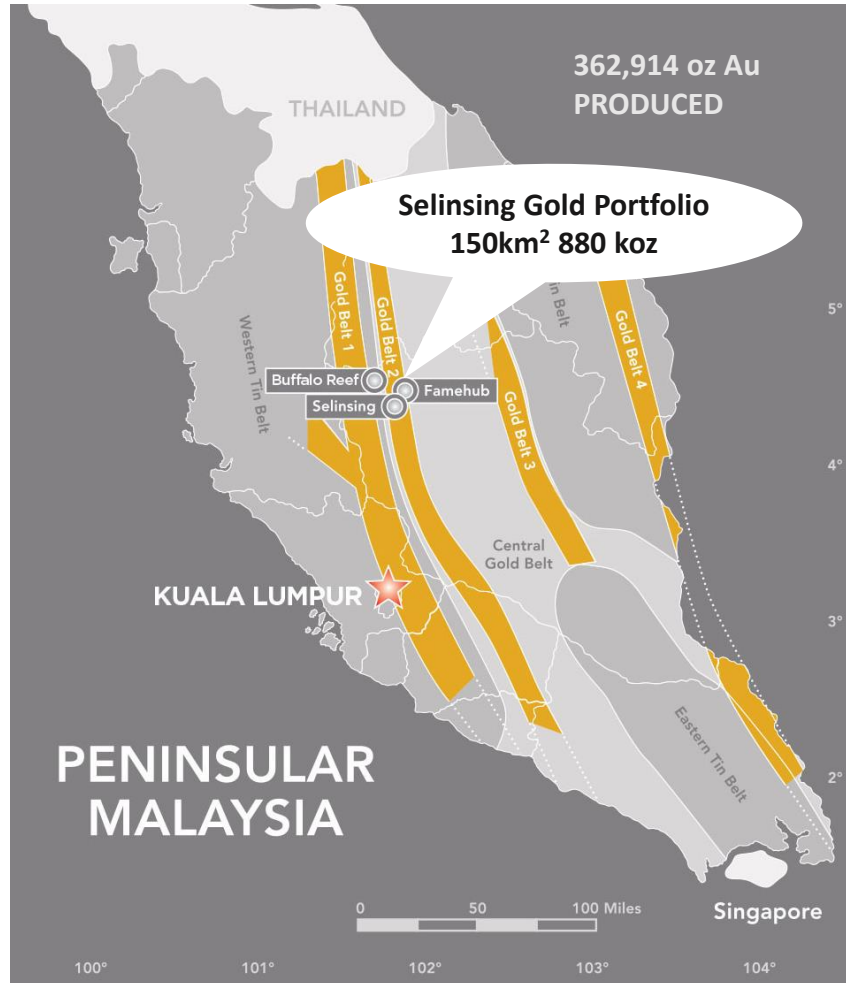 362,914 oz Au
PRODUCED
THAILAND
Selinsing Gold Portfolio
150km² 880 koz
Gold Belt 1
Gold Belt 2
Western Tin Belt
in Belt
Gold Belt 4
5°
Buffalo Reef
Famehub
Selinsing
Gold Belt 3
4°
Central
Gold Belt
KUALA LUMPUR
3°
Eastern Tin Belt
PENINSULAR
MALAYSIA
2°
0 50 100 Miles
Singapore
100° 101° 102° 103° 104°